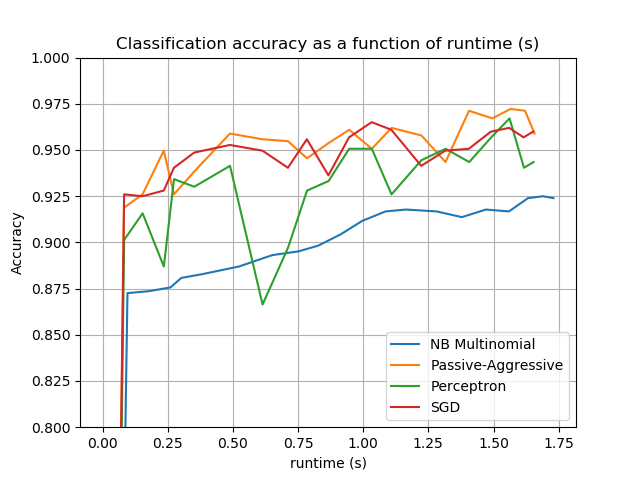 Classification accuracy as a function of runtime (s)
1.000
0.975
0.950
0.925
0.900
0.875
0.850
0.825
0.800
Accuracy
NB Multinomial
Passive-Aggressive
Perceptron
SGD
0.00 0.25 0.50 0.75 1.00 1.25 1.50 1.75
runtime (s)